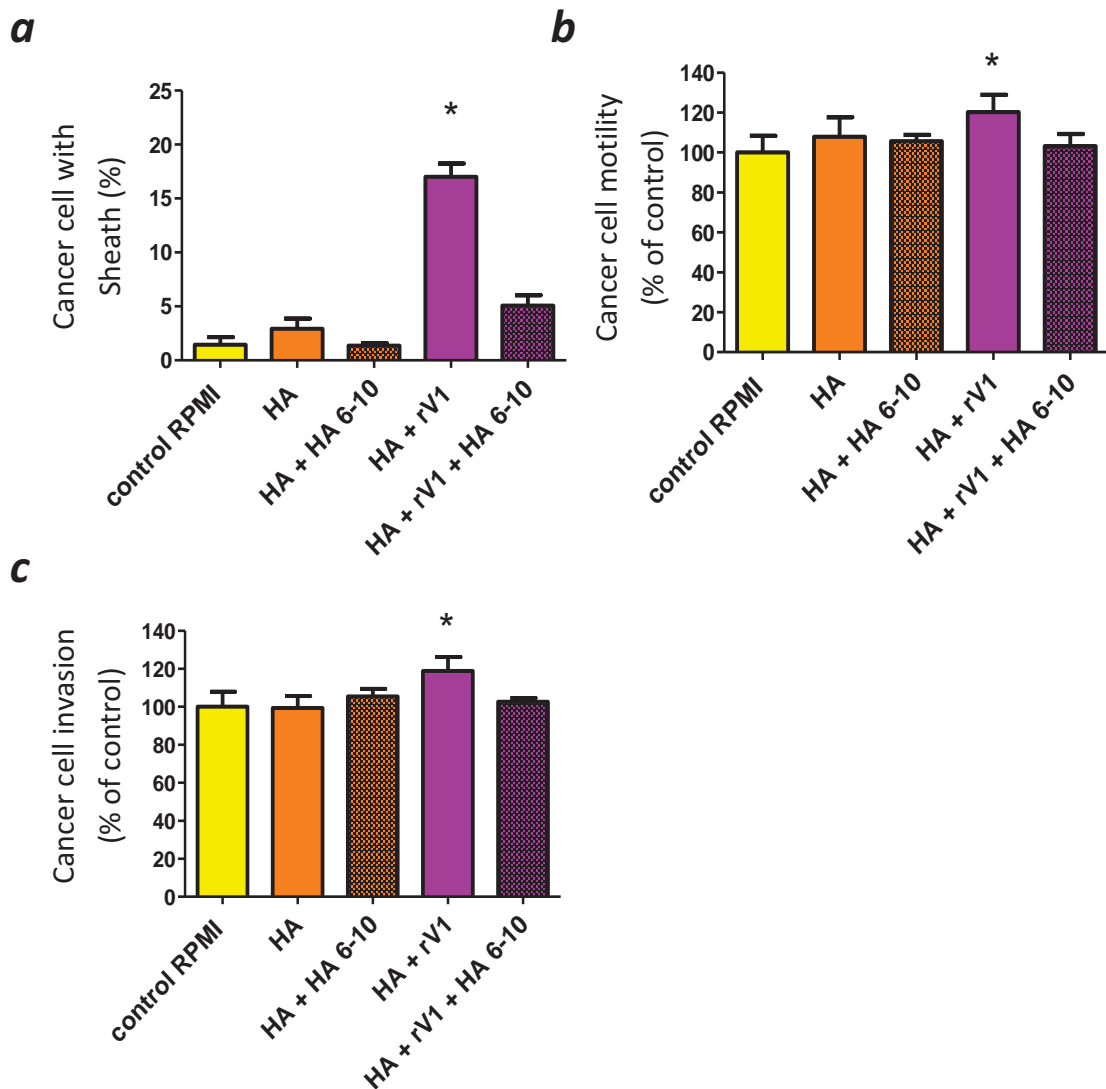 a
Cancer cell with
Sheath (%)
25
20
15
10
5
0
*
control RPMI
HA
HA + HA 6-10
HA + rV1
HA + rV1 + HA 6-10
b
Cancer cell motility
(% of control)
140
120
100
80
60
40
20
0
*
control RPMI
HA
HA + HA 6-10
HA + rV1
HA + rV1 + HA 6-10
c
Cancer cell invasion
(% of control)
140
120
100
80
60
40
20
0
*
control RPMI
HA
HA + HA 6-10
HA + rV1
HA + rV1 + HA 6-10